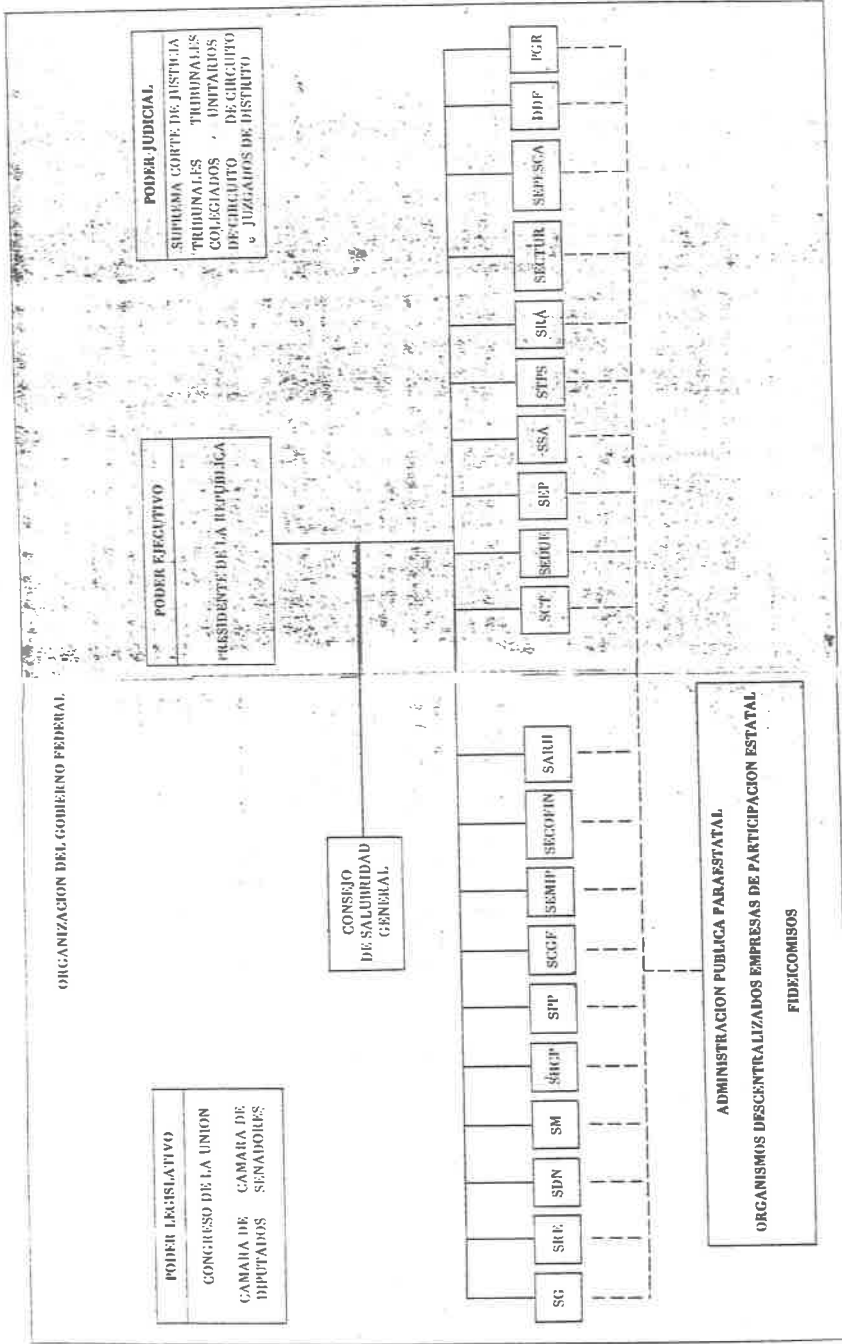 ORGANIZACION DEL GOBIERNO FEDERAL
PODER LEGISLATIVO
CONGRESO DE LA UNION
CAMARA DE DIPUTADOS
CAMARA DE SENADORES
PODER EJECUTIVO
PRESIDENTE DE LA REPUBLICA
PODER JUDICIAL
SUPREMA CORTE DE JUSTICIA
TRIBUNALES TRIBUNALES
COLEGIADOS UNITARIOS
DE CIRCUITO DE CIRCUITO
JUZGADOS DE DISTRITO
CONSEJO
DE SALUBRIDAD
GENERAL
SG
SRE
SDN
SM
SHCP
SPP
SCGF
SEMIP
SECOFIN
SARH
SCT
SEDUE
SEP
SSA
STPS
SRA
SECTUR
SEPESCA
DDF
PGR
ADMINISTRACION PUBLICA PARAESTATAL
ORGANISMOS DESCENTRALIZADOS EMPRESAS DE PARTICIPACION ESTATAL
FIDEICOMISOS